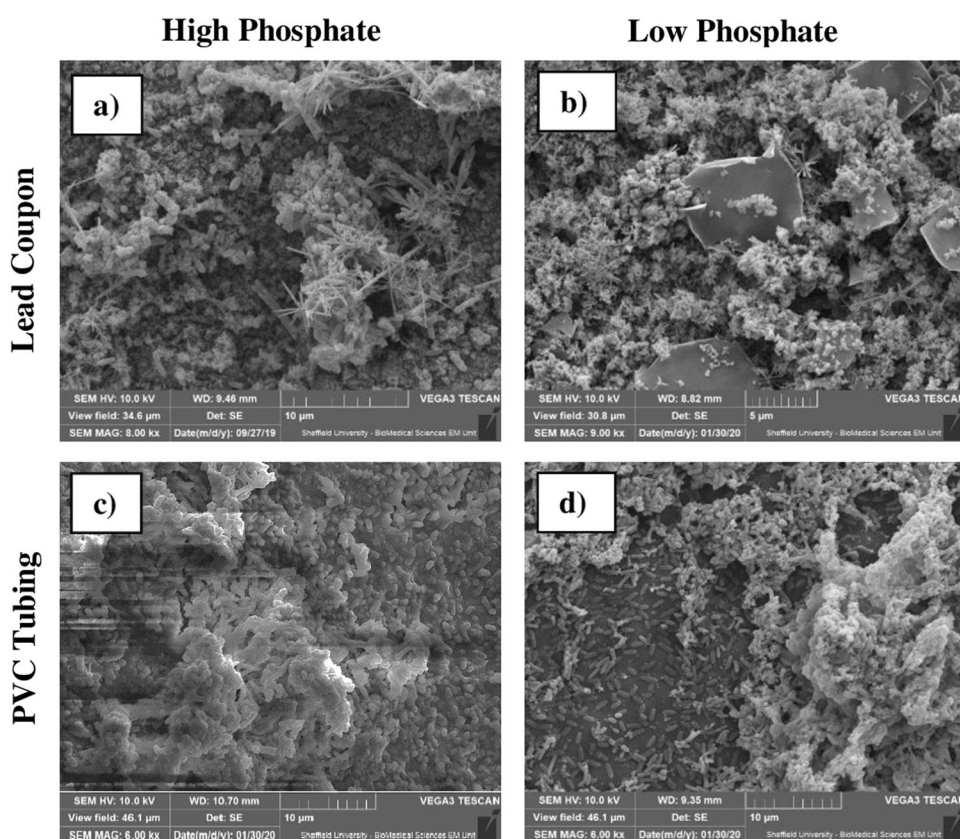 High Phosphate
Low Phosphate
Lead Coupon
a)
b)
SEM HV: 10.0 kV WD: 9.46 mm VEGA3 TESCAN
View field: 34.6 µm Det: SE 10 µm
SEM MAG: 8.00 kx Date(m/d/y): 09/27/19 Sheffield University - BioMedical Sciences EM Unit
SEM HV: 10.0 kV WD: 8.82 mm VEGA3 TESCAN
View field: 30.8 µm Det: SE 5 µm
SEM MAG: 9.00 kx Date(m/d/y): 01/30/20 Sheffield University - BioMedical Sciences EM Unit
PVC Tubing
c)
d)
SEM HV: 10.0 kV WD: 10.70 mm VEGA3 TESCAN
View field: 46.1 µm Det: SE 10 µm
SEM MAG: 6.00 kx Date(m/d/y): 01/30/20 Sheffield University - BioMedical Sciences EM Unit
SEM HV: 10.0 kV WD: 9.35 mm VEGA3 TESCAN
View field: 46.1 µm Det: SE 10 µm
SEM MAG: 6.00 kx Date(m/d/y): 01/30/20 Sheffield University - BioMedical Sciences EM Unit